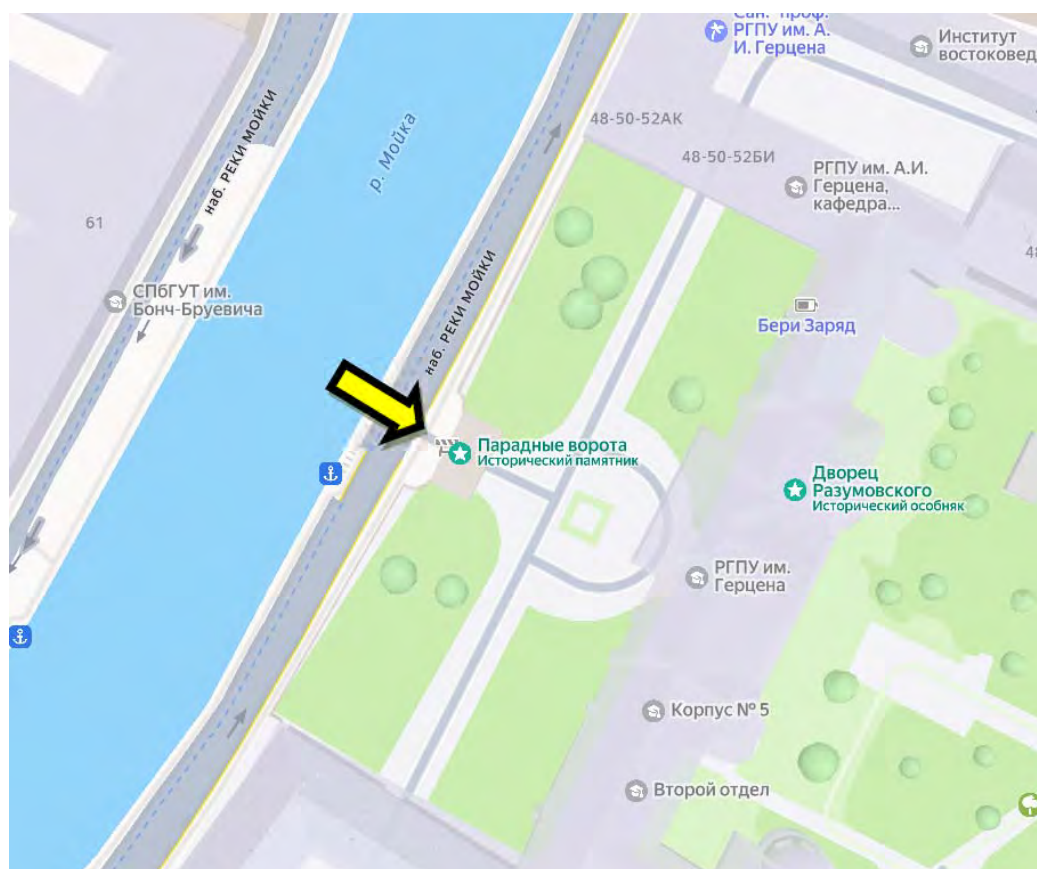 Сан.-проф.
РГПУ им. А.
И. Герцена
Институт
востоковед
48-50-52АК
48-50-52БИ
РГПУ им. А.И.
Герцена,
кафедра...
48
наб. РЕКИ МОЙКИ
р. Мойка
61
СПбГУТ им.
Бонч-Бруевича
наб. РЕКИ МОЙКИ
Бери Заряд
Парадные ворота
Исторический памятник
Дворец
Разумовского
Исторический особняк
РГПУ им.
Герцена
Корпус № 5
Второй отдел